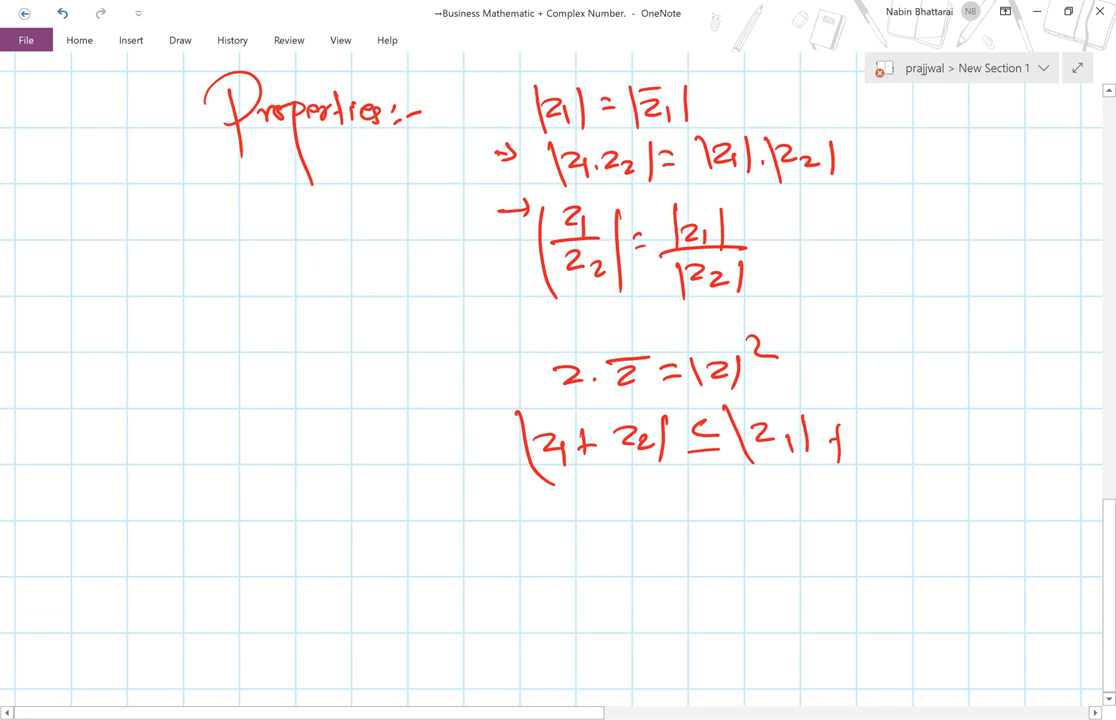 →Business Mathematic + Complex Number. - OneNote
Nabin Bhattarai NB
File Home Insert Draw History Review View Help
prajjwal > New Section 1
Properties:-
|z₁| = |z̅₁|
→ |z₁.z₂| = |z₁|.|z₂|
→ |z₁/z₂| = |z₁|/|z₂|
z.z̅ = |z|²
|z₁ + z₂| ≤ |z₁| +